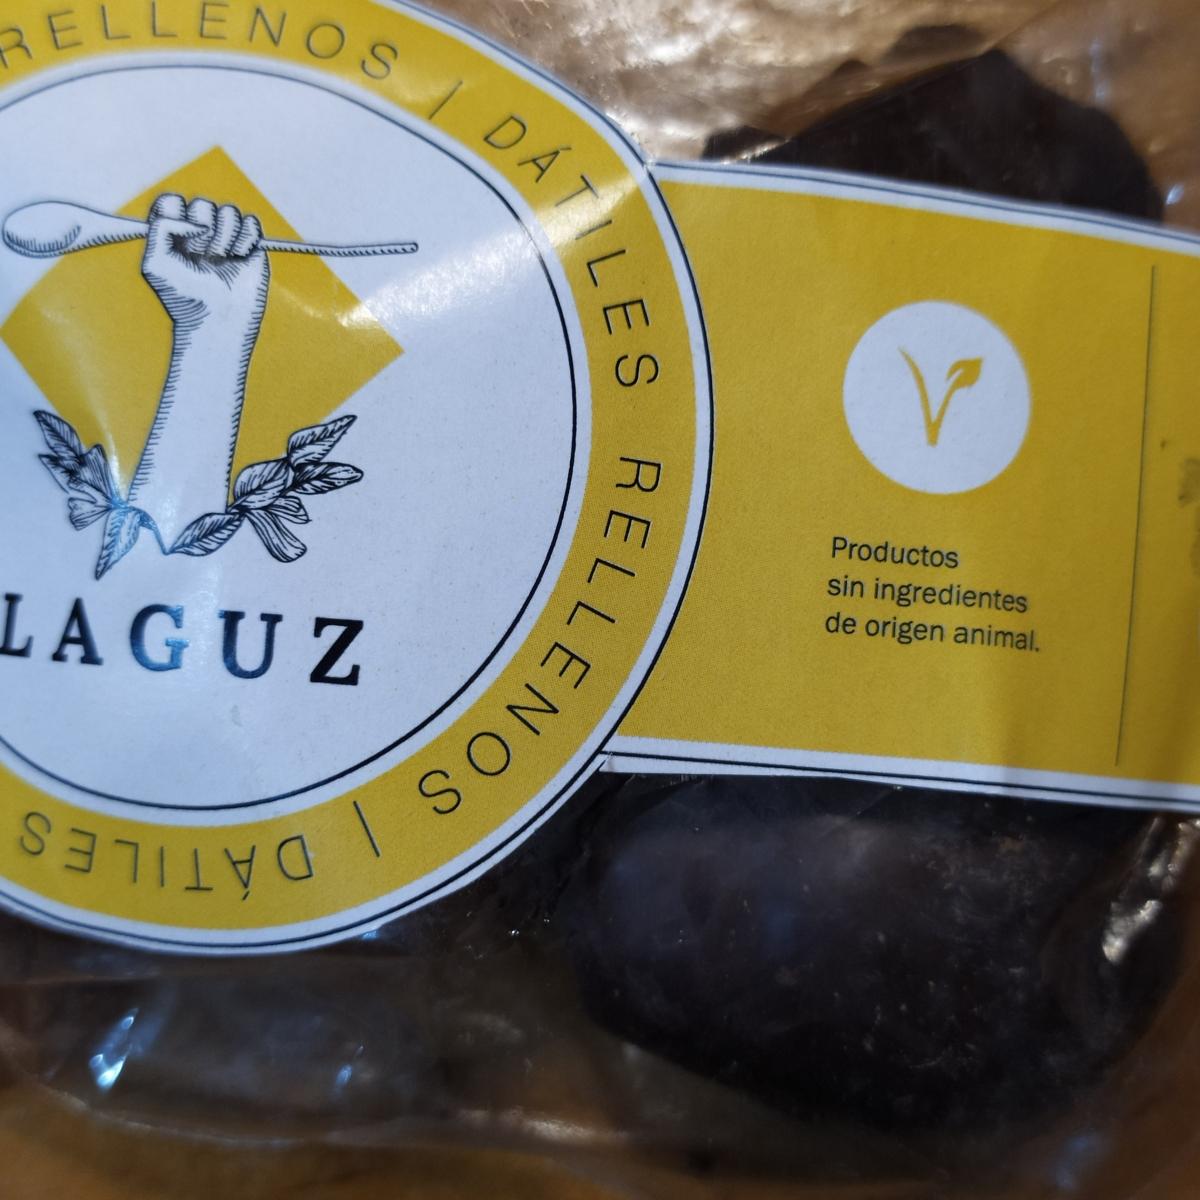 RELLENOS | DÁTILES RELLENOS | DÁTILES
LAGUZ
Productos
sin ingredientes
de origen animal.